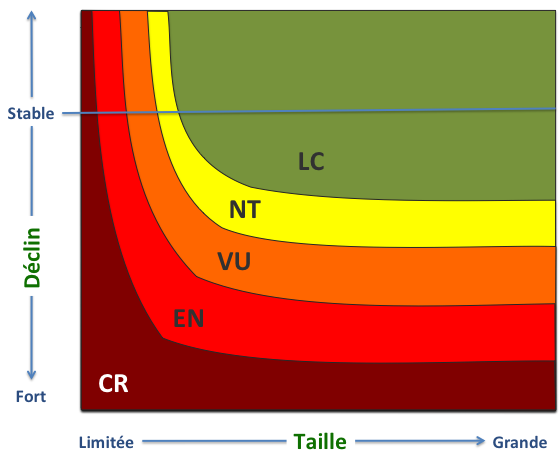 Stable
Déclin
Fort
LC
NT
VU
EN
CR
Limitée
Taille
Grande